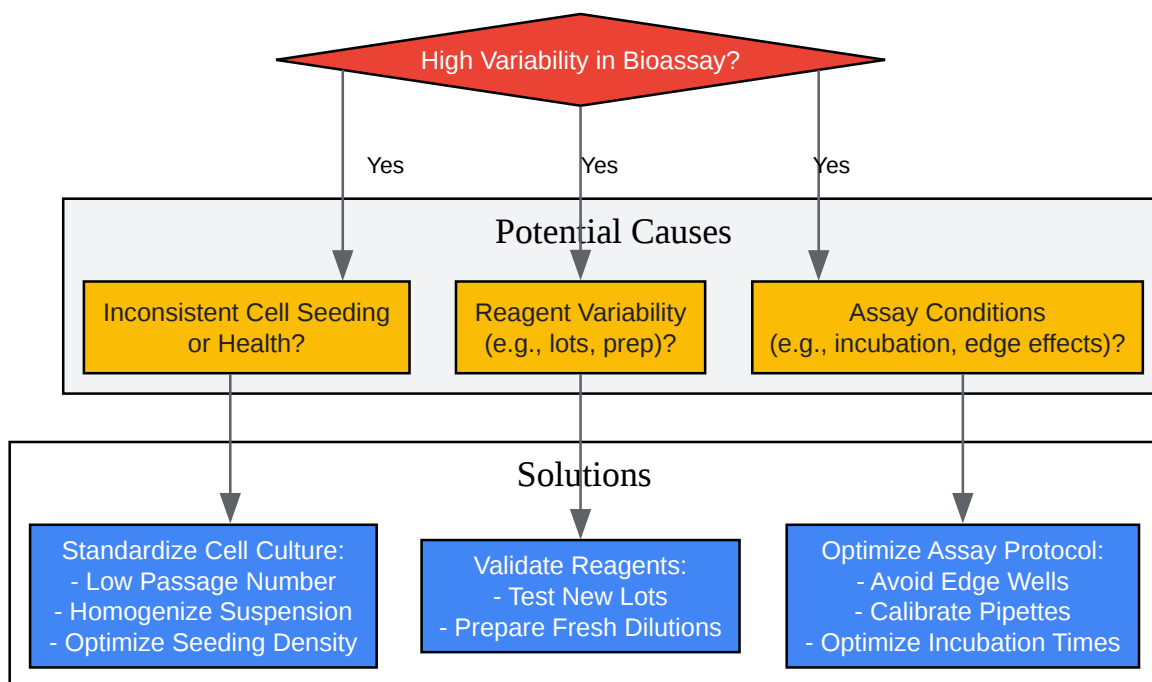 High Variability in Bioassay?
Yes
Yes
Yes
Potential Causes
Inconsistent Cell Seeding
or Health?
Reagent Variability
(e.g., lots, prep)?
Assay Conditions
(e.g., incubation, edge effects)?
Solutions
Standardize Cell Culture:
- Low Passage Number
- Homogenize Suspension
- Optimize Seeding Density
Validate Reagents:
- Test New Lots
- Prepare Fresh Dilutions
Optimize Assay Protocol:
- Avoid Edge Wells
- Calibrate Pipettes
- Optimize Incubation Times